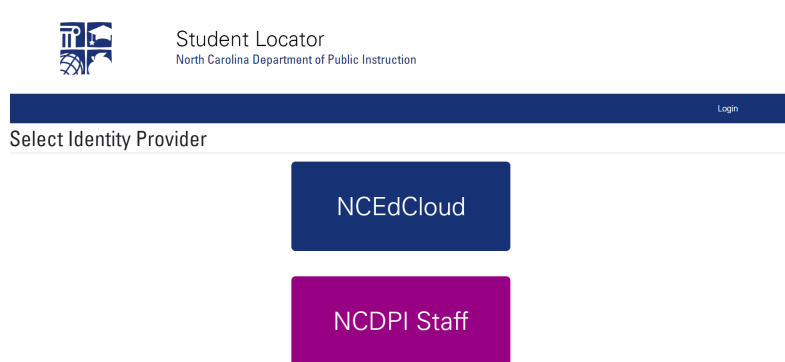 Student Locator
North Carolina Department of Public Instruction
Login
Select Identity Provider
NCEdCloud
NCDPI Staff